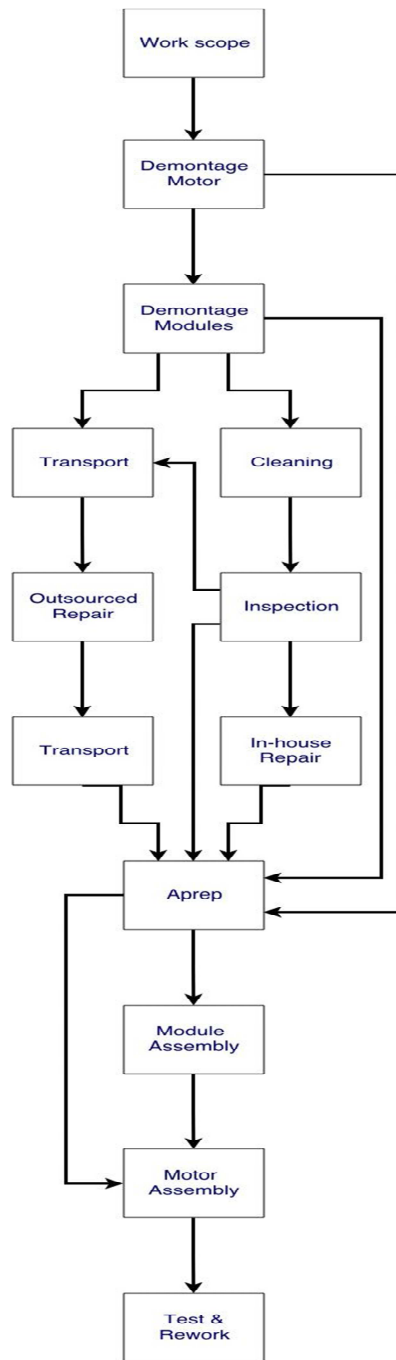 Work scope
Demontage
Motor
Demontage
Modules
Transport
Cleaning
Outsourced
Repair
Inspection
Transport
In-house
Repair
Aprep
Module
Assembly
Motor
Assembly
Test &
Rework